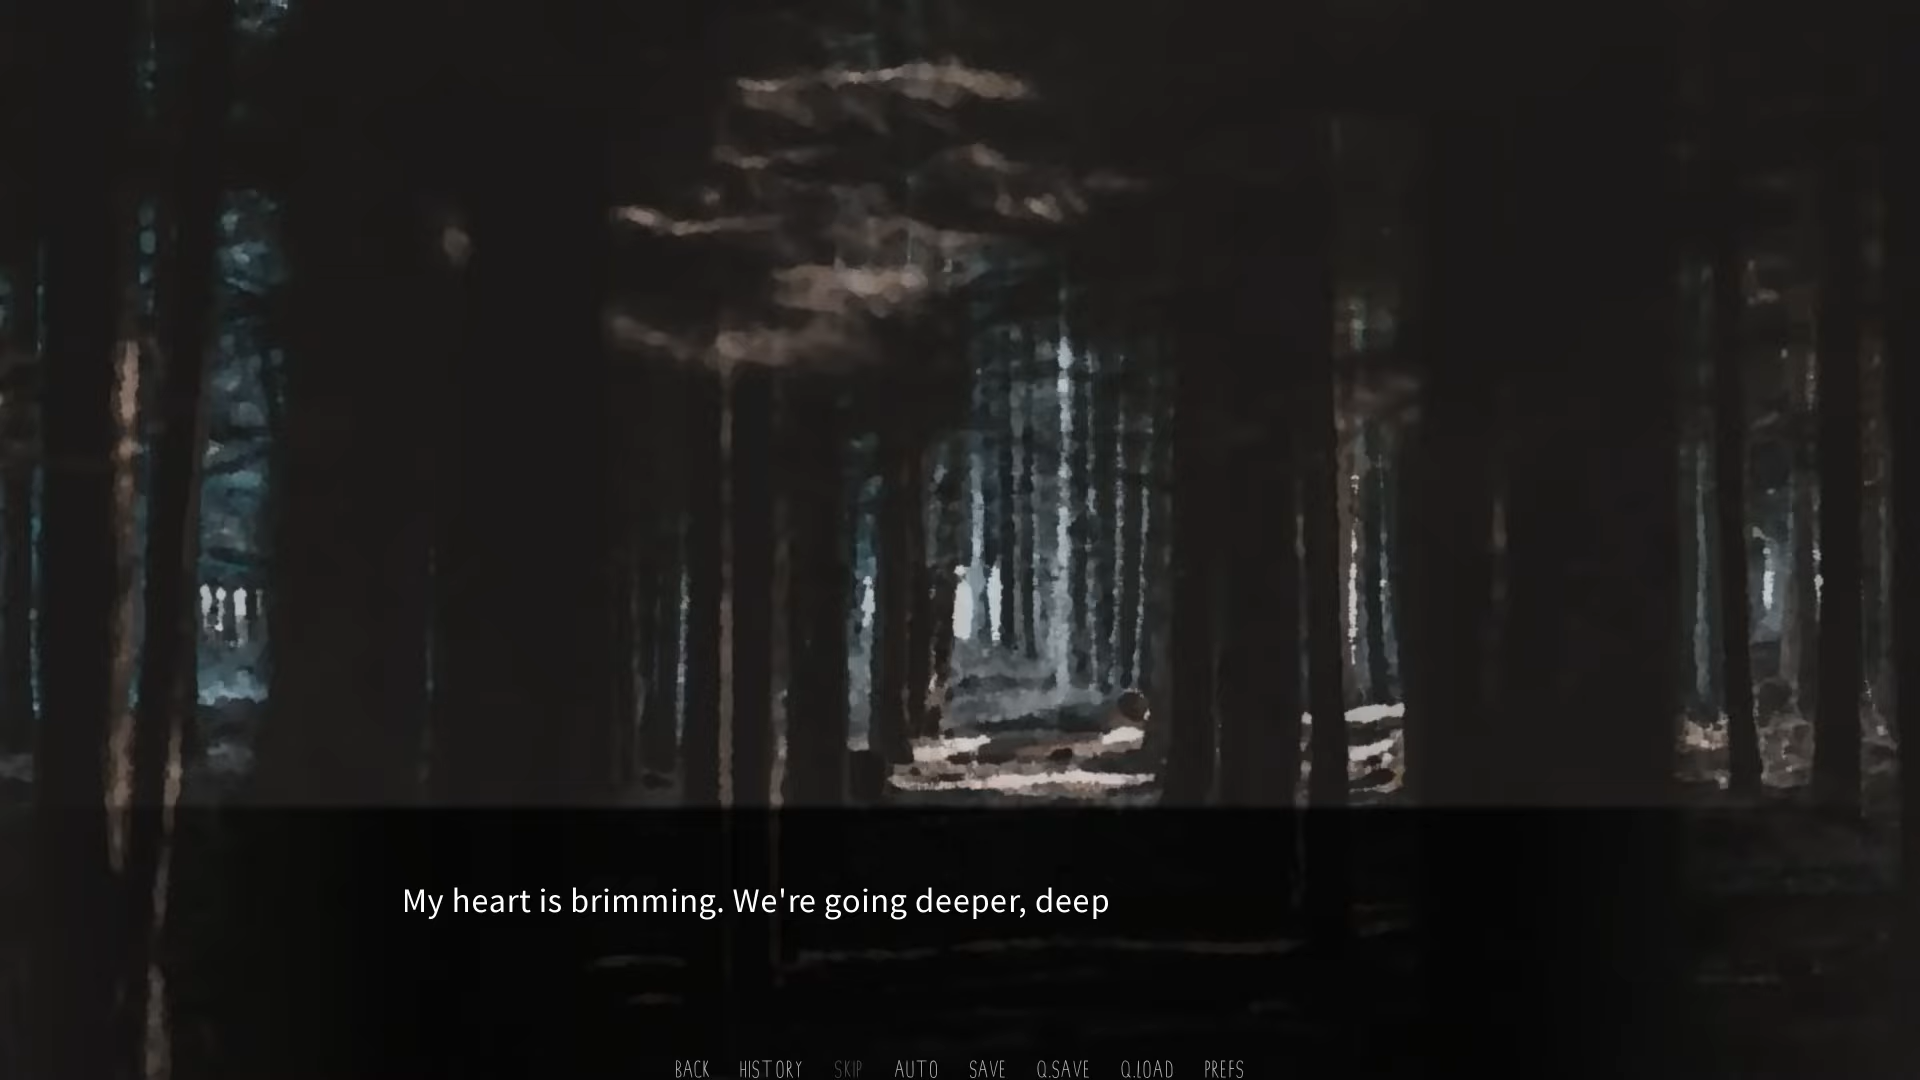 My heart is brimming. We're going deeper, deep
BACK HISTORY SKIP AUTO SAVE Q.SAVE Q.LOAD PREFS